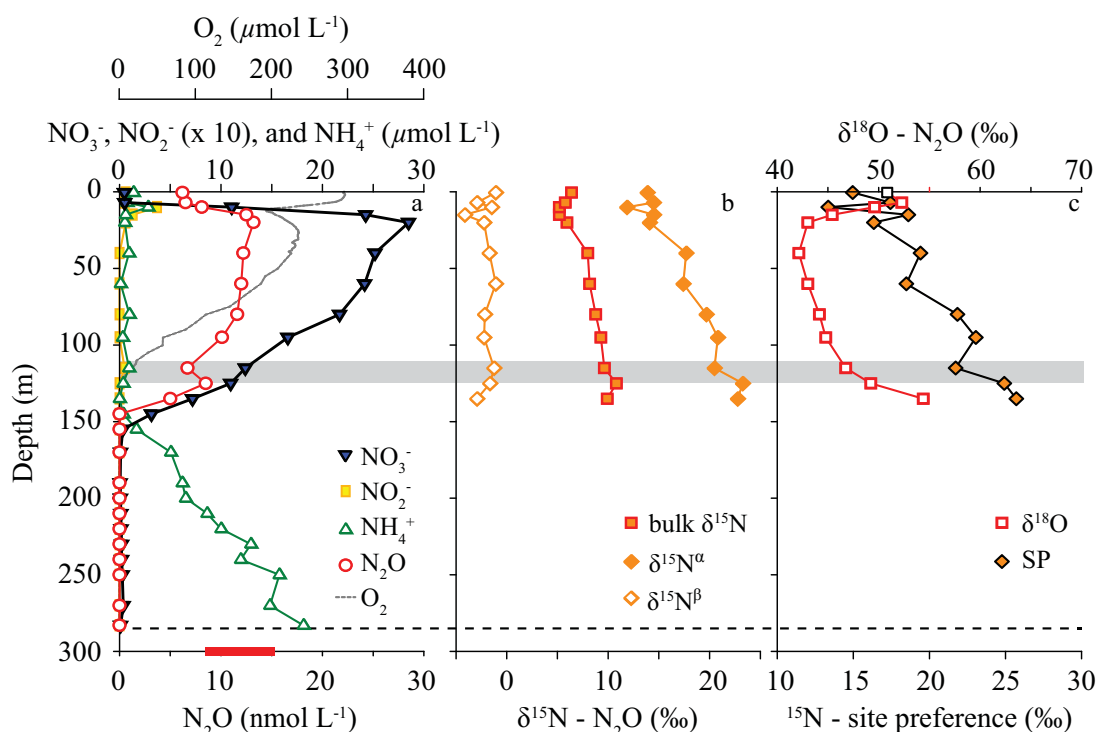 O₂ (µmol L⁻¹)
0 100 200 300 400
NO₃⁻, NO₂⁻ (x 10), and NH₄⁺ (µmol L⁻¹)
0 10 20 30
δ¹⁸O - N₂O (‰)
40 50 60 70
a
b
c
Depth (m)
0
50
100
150
200
250
300
NO₃⁻
NO₂⁻
NH₄⁺
N₂O
O₂
bulk δ¹⁵N
δ¹⁵Nᵅ
δ¹⁵Nᵝ
δ¹⁸O
SP
0 10 20 30
N₂O (nmol L⁻¹)
0 10 20
δ¹⁵N - N₂O (‰)
10 15 20 25 30
¹⁵N - site preference (‰)